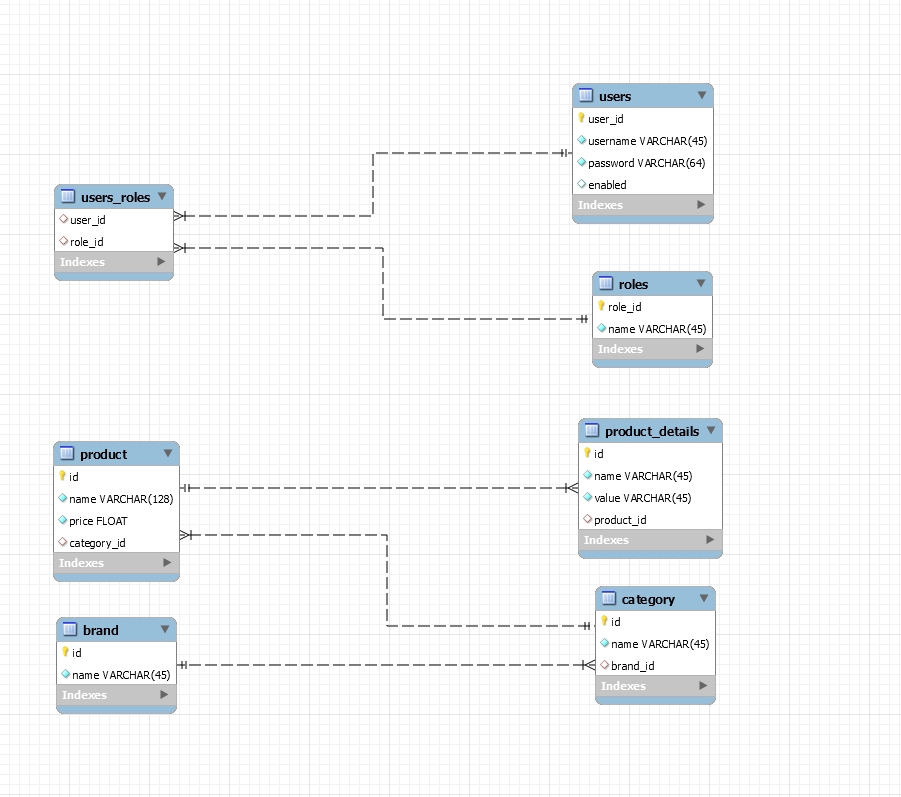 users
user_id
username VARCHAR(45)
password VARCHAR(64)
enabled
Indexes
users_roles
user_id
role_id
Indexes
roles
role_id
name VARCHAR(45)
Indexes
product
id
name VARCHAR(128)
price FLOAT
category_id
Indexes
product_details
id
name VARCHAR(45)
value VARCHAR(45)
product_id
Indexes
brand
id
name VARCHAR(45)
Indexes
category
id
name VARCHAR(45)
brand_id
Indexes